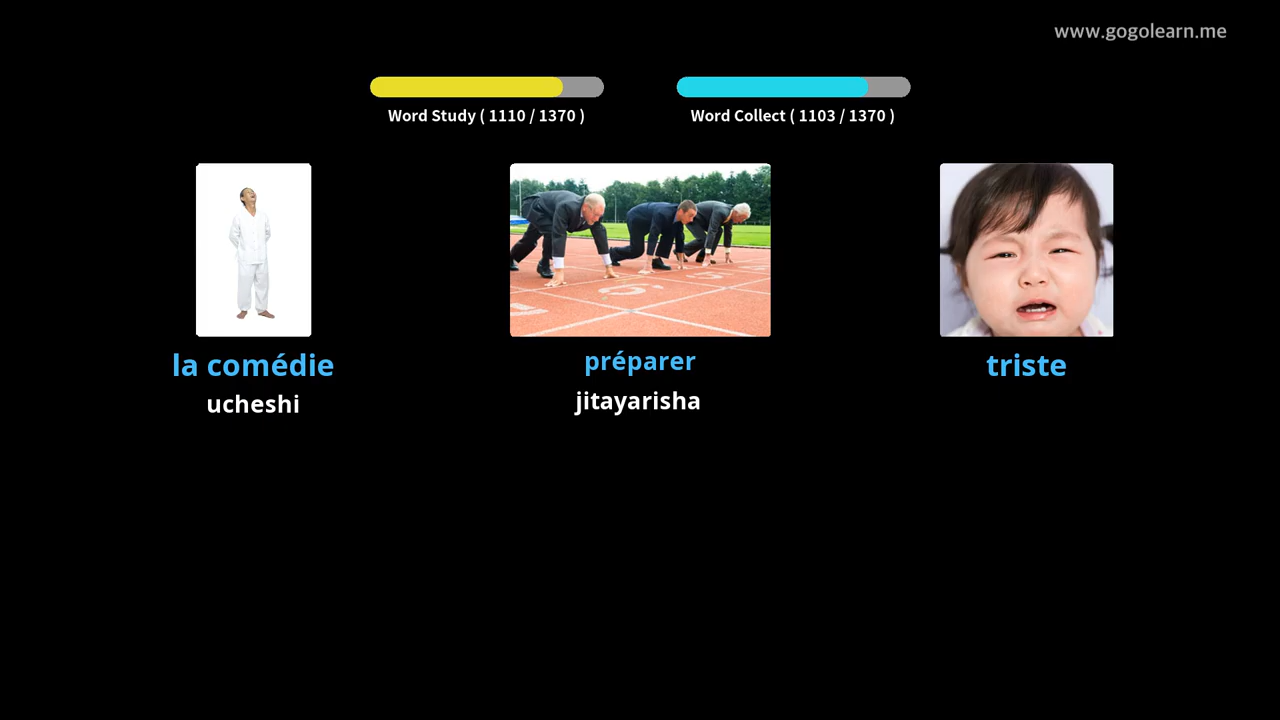 www.gogolearn.me
Word Study ( 1110 / 1370 )
Word Collect ( 1103 / 1370 )
la comédie
préparer
triste
ucheshi
jitayarisha